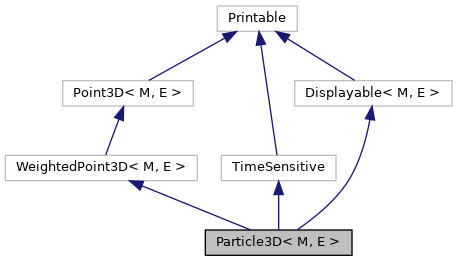 Printable
Point3D< M, E >
Displayable< M, E >
WeightedPoint3D< M, E >
TimeSensitive
Particle3D< M, E >